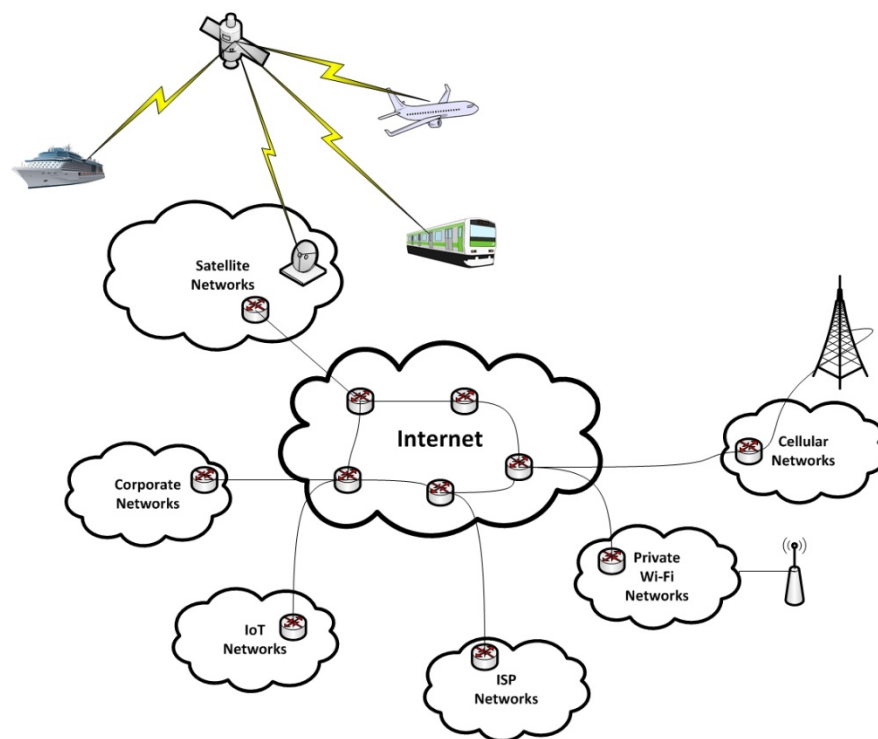 Satellite
Networks
Internet
Cellular
Networks
Corporate
Networks
Private
Wi-Fi
Networks
IoT
Networks
ISP
Networks